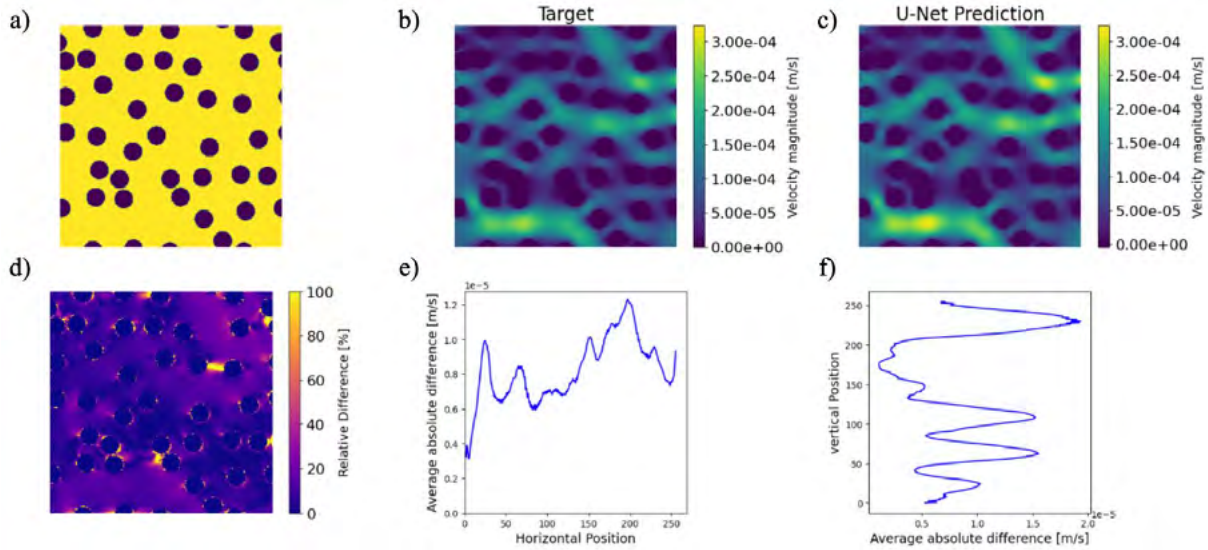 a)
b)
Target
3.00e-04
2.50e-04
2.00e-04
1.50e-04
1.00e-04
5.00e-05
0.00e+00
Velocity magnitude [m/s]
c)
U-Net Prediction
3.00e-04
2.50e-04
2.00e-04
1.50e-04
1.00e-04
5.00e-05
0.00e+00
Velocity magnitude [m/s]
d)
100
80
60
40
20
0
Relative Difference [%]
e)
1e-5
1.2
1.0
0.8
0.6
0.4
0.2
0.0
Average absolute difference [m/s]
0
50
100
150
200
250
Horizontal Position
f)
250
200
150
100
50
0
vertical Position
0.5
1.0
1.5
2.0
1e-5
Average absolute difference [m/s]